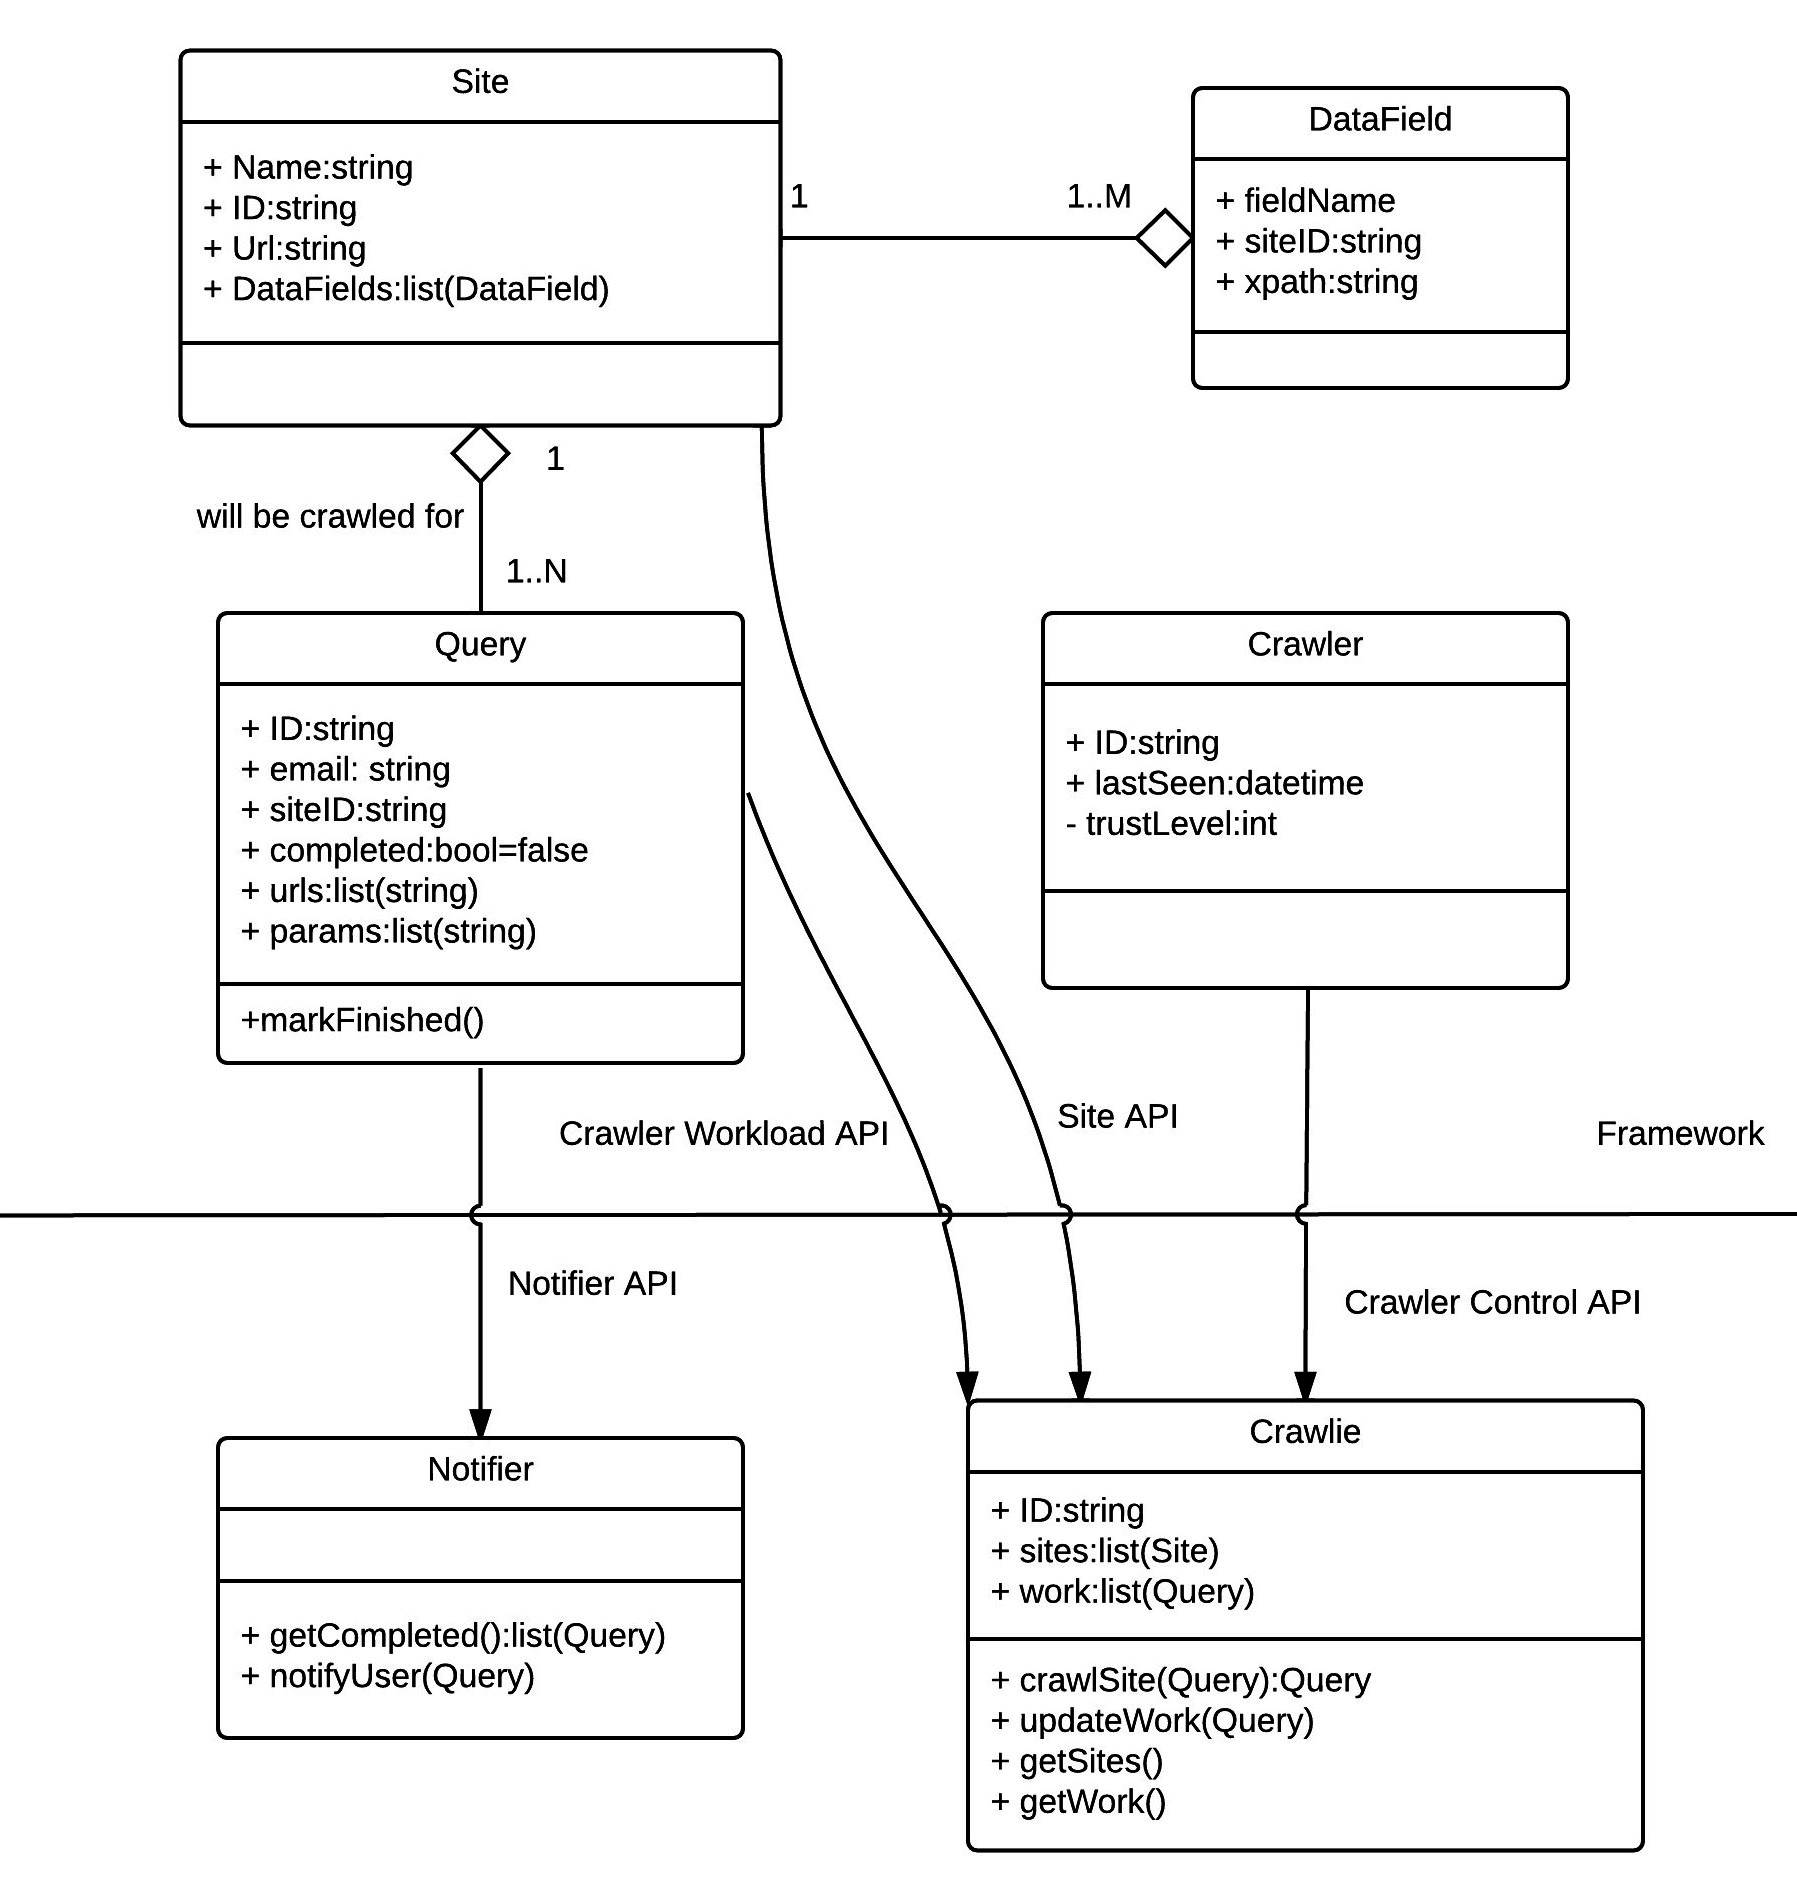 Site
+ Name:string
+ ID:string
+ Url:string
+ DataFields:list(DataField)
1
1..M
DataField
+ fieldName
+ siteID:string
+ xpath:string
1
will be crawled for
1..N
Query
+ ID:string
+ email: string
+ siteID:string
+ completed:bool=false
+ urls:list(string)
+ params:list(string)
+markFinished()
Crawler
+ ID:string
+ lastSeen:datetime
- trustLevel:int
Crawler Workload API
Site API
Framework
Notifier API
Crawler Control API
Notifier
+ getCompleted():list(Query)
+ notifyUser(Query)
Crawlie
+ ID:string
+ sites:list(Site)
+ work:list(Query)
+ crawlSite(Query):Query
+ updateWork(Query)
+ getSites()
+ getWork()